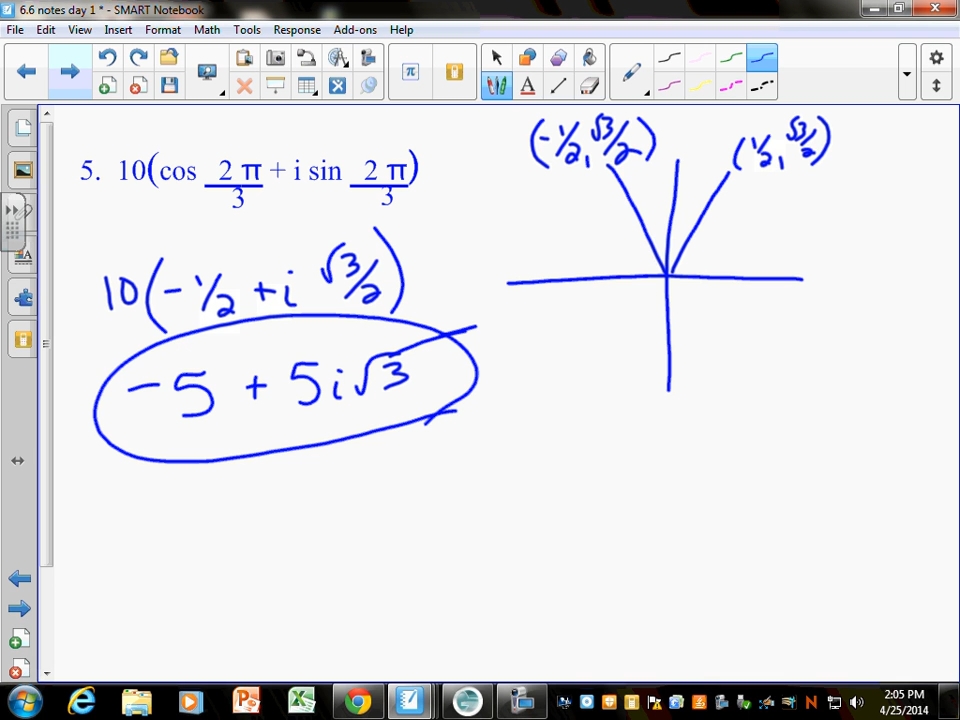 6.6 notes day 1 * - SMART Notebook
File Edit View Insert Format Math Tools Response Add-ons Help
5. 10(cos 2 π/3 + i sin 2 π/3)
10(-1/2 + i √3/2)
-5 + 5i√3
(-1/2, √3/2)
(1/2, √3/2)
2:05 PM
4/25/2014